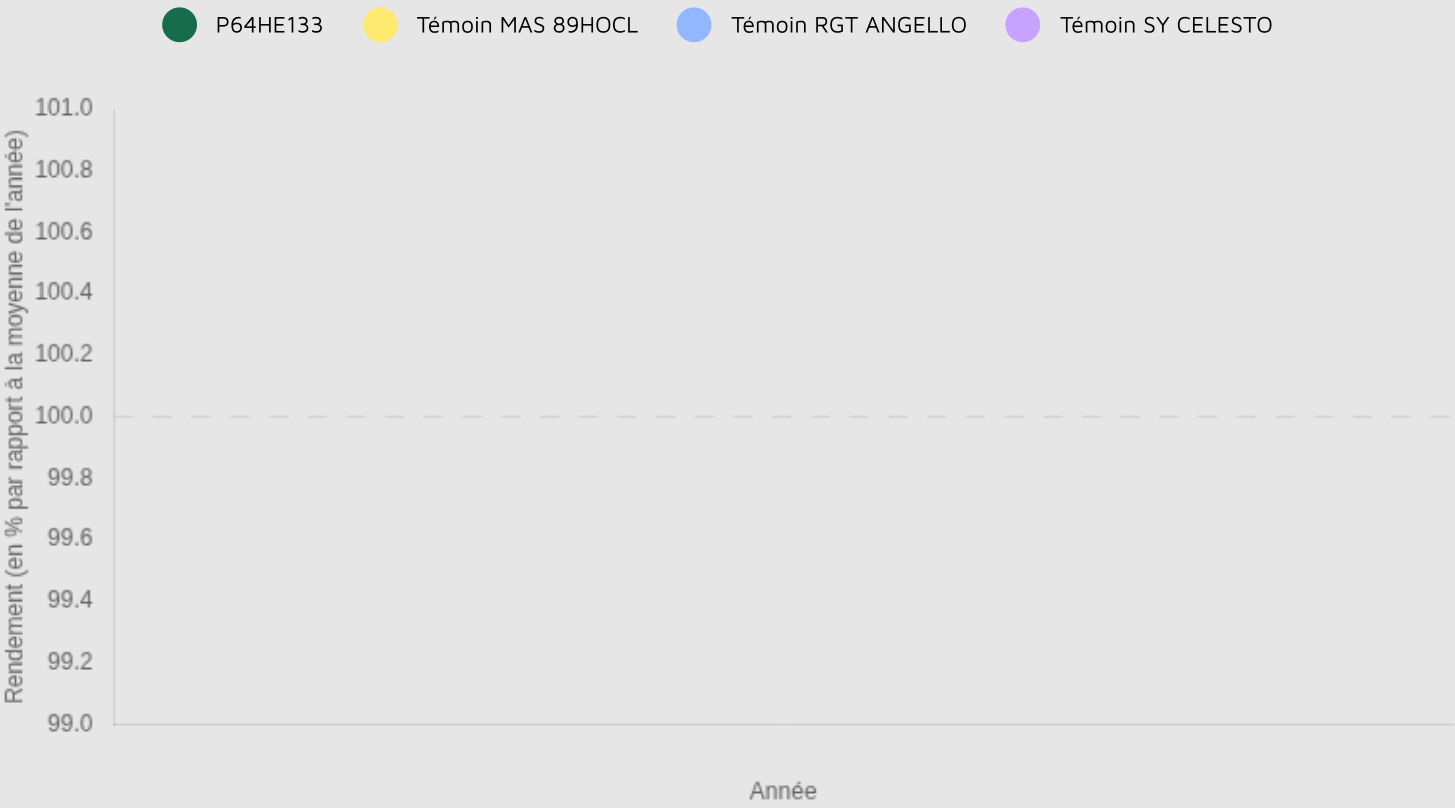 P64HE133
Témoin MAS 89HOCL
Témoin RGT ANGELLO
Témoin SY CELESTO
Rendement (en % par rapport à la moyenne de l'année)
101.0
100.8
100.6
100.4
100.2
100.0
99.8
99.6
99.4
99.2
99.0
Année